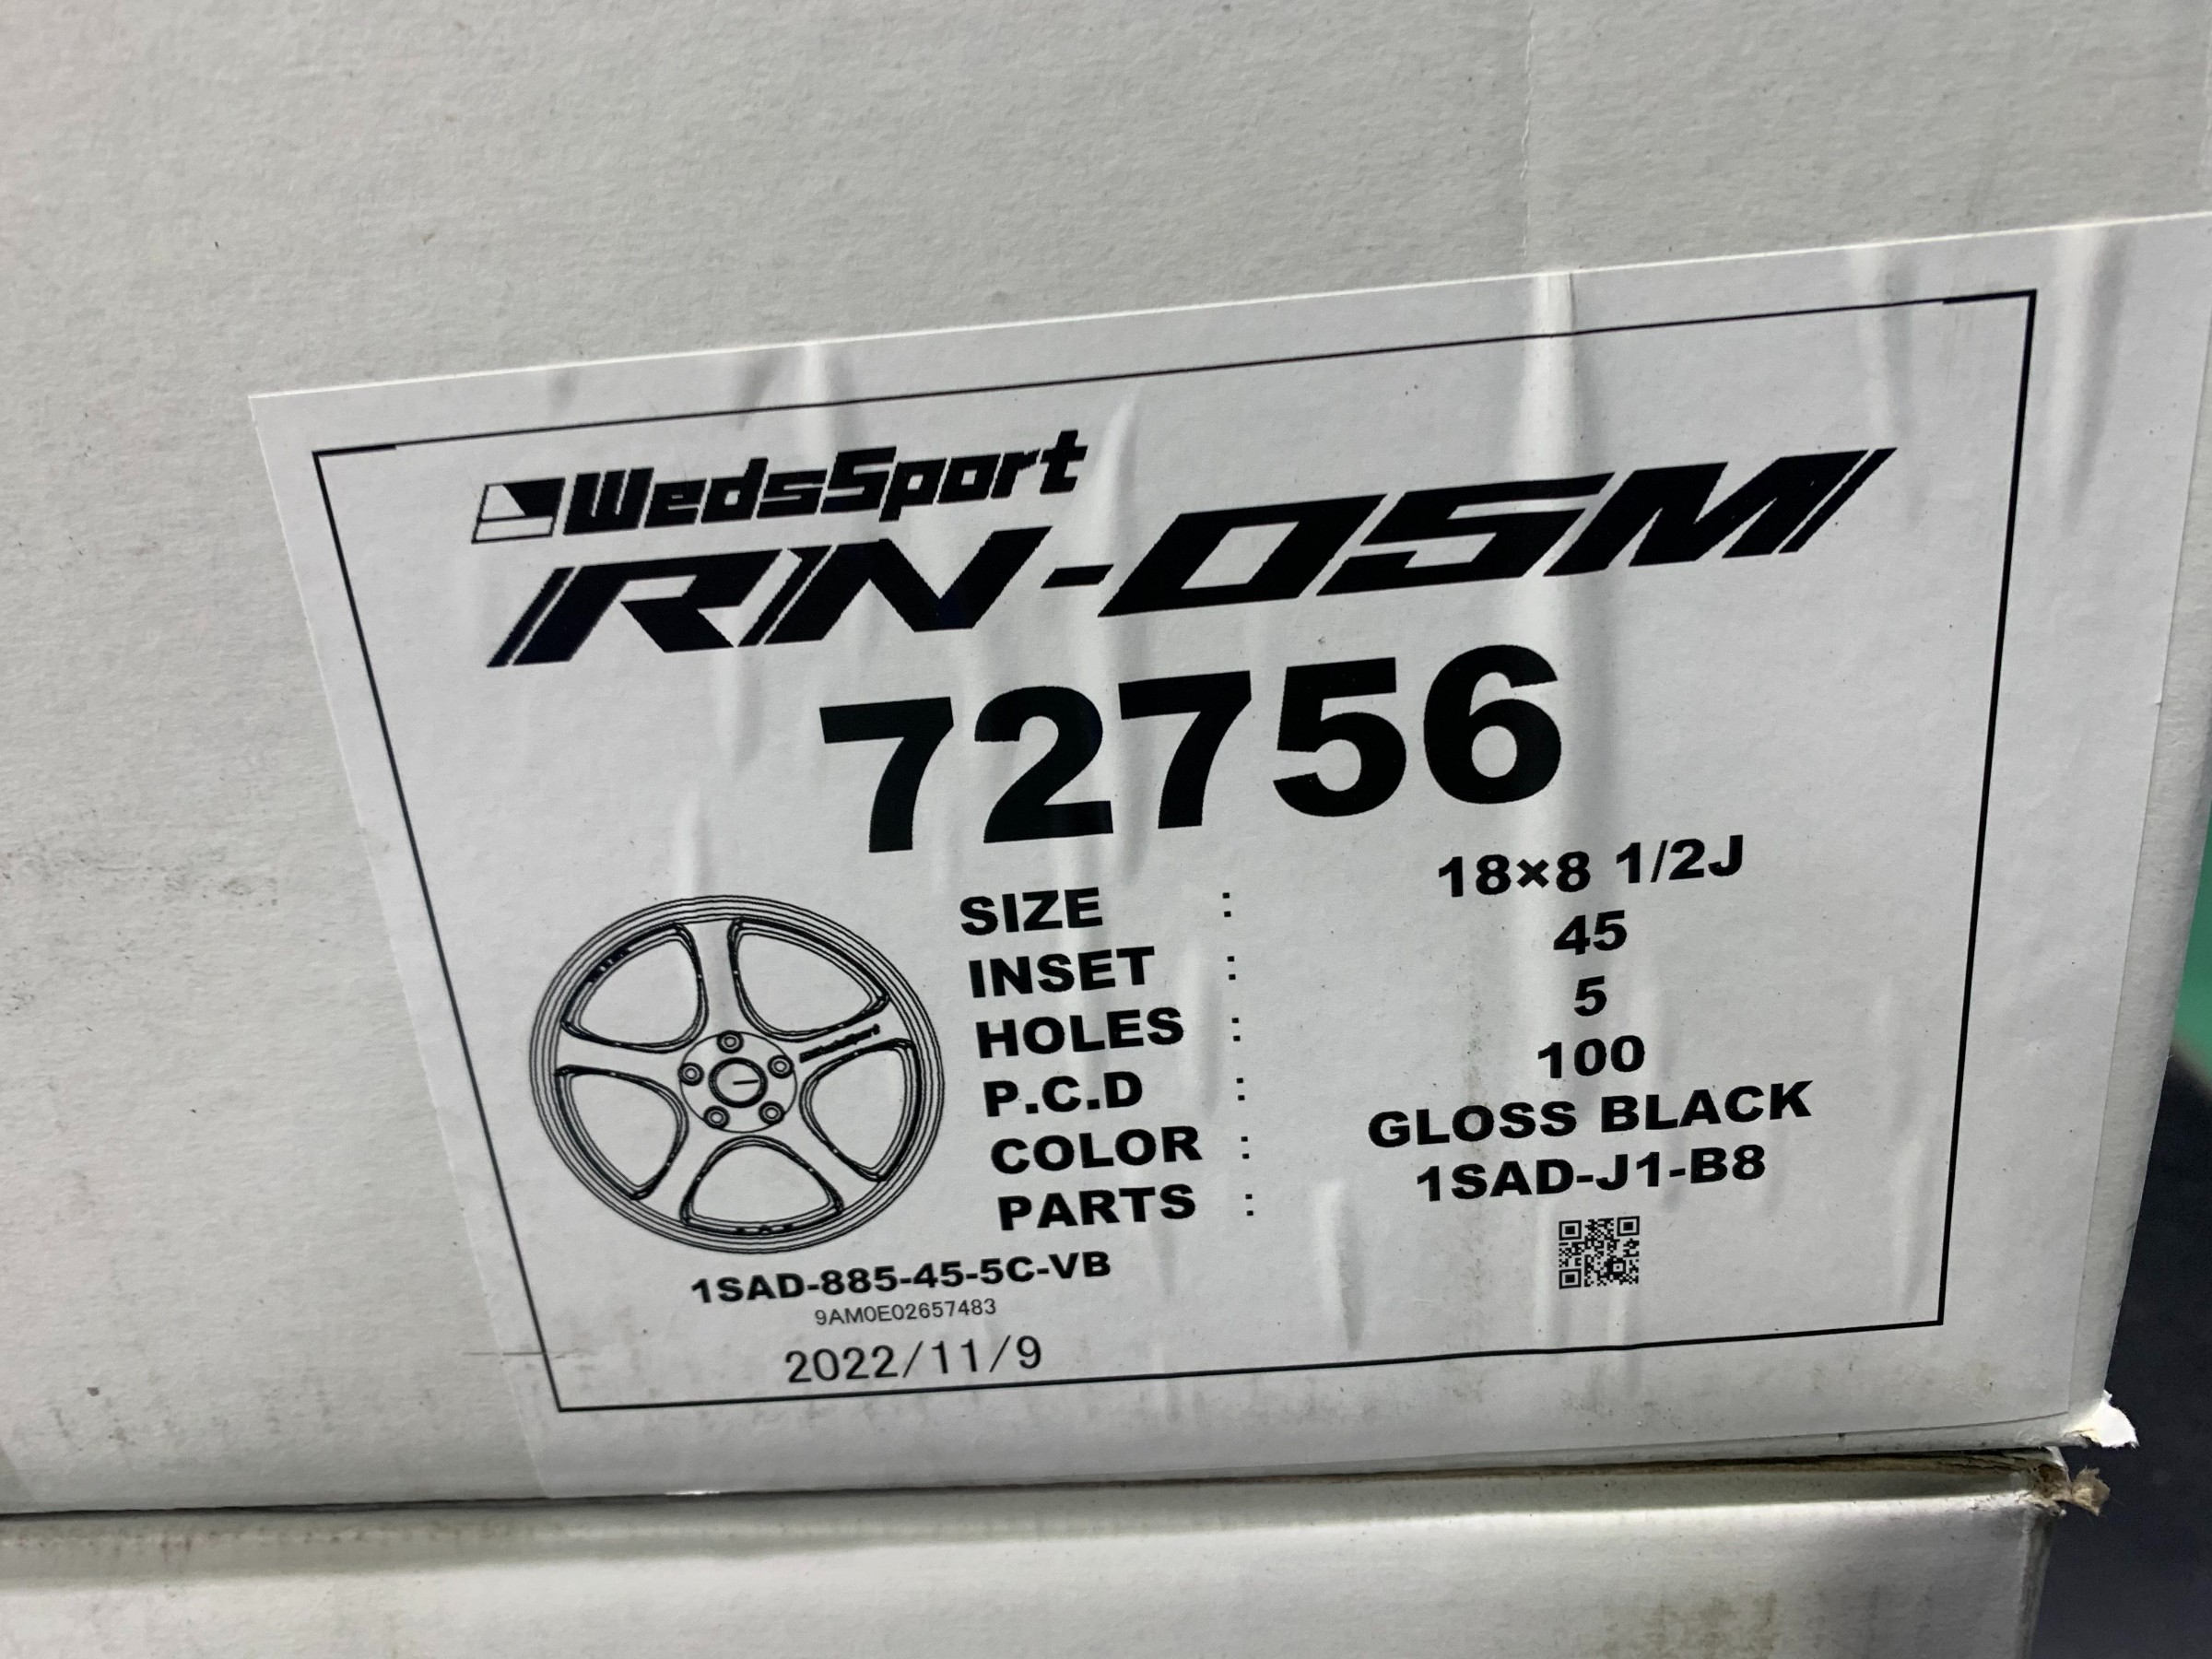 WedsSport
RN-05M
72756
SIZE : 18×8 1/2J
INSET : 45
HOLES : 5
P.C.D : 100
COLOR : GLOSS BLACK
PARTS : 1SAD-J1-B8
1SAD-885-45-5C-VB
9AM0E02657483
2022/11/9